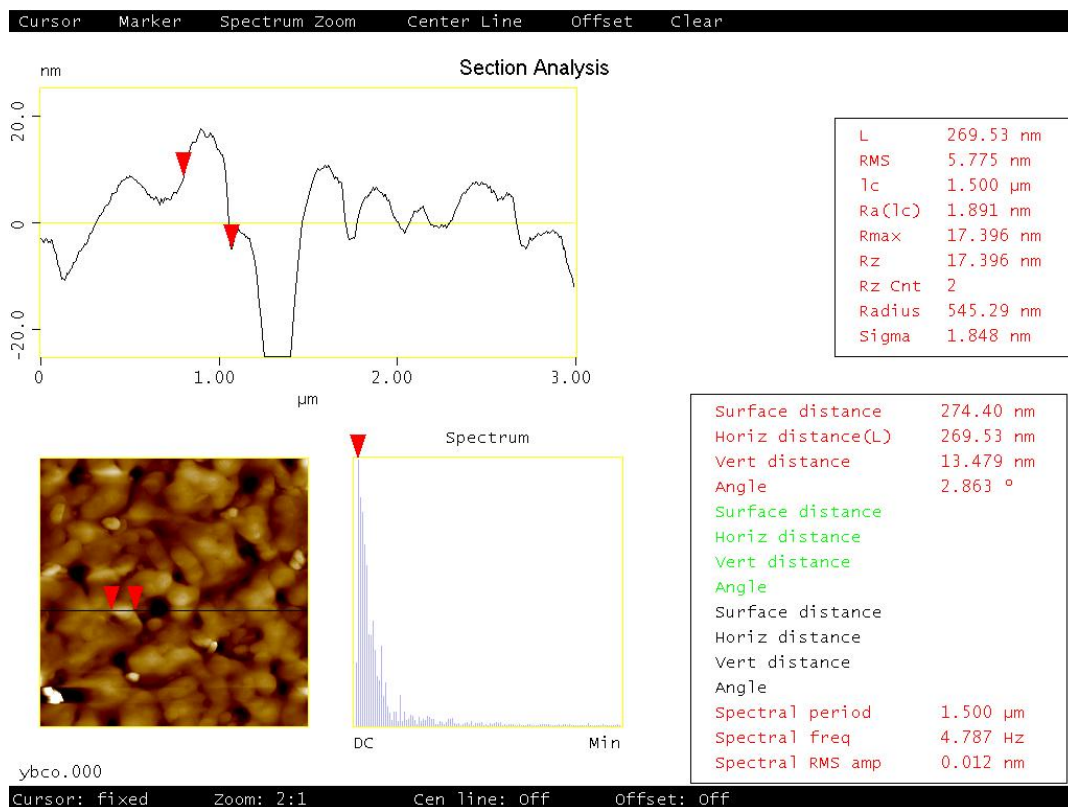 Cursor Marker Spectrum Zoom Center Line Offset Clear
nm
Section Analysis
20.0
0
-20.0
0 1.00 2.00 3.00
µm
L 269.53 nm
RMS 5.775 nm
lc 1.500 µm
Ra(lc) 1.891 nm
Rmax 17.396 nm
Rz 17.396 nm
Rz Cnt 2
Radius 545.29 nm
Sigma 1.848 nm
Spectrum
DC Min
Surface distance 274.40 nm
Horiz distance(L) 269.53 nm
Vert distance 13.479 nm
Angle 2.863 °
Surface distance
Horiz distance
Vert distance
Angle
Surface distance
Horiz distance
Vert distance
Angle
Spectral period 1.500 µm
Spectral freq 4.787 Hz
Spectral RMS amp 0.012 nm
ybco.000
Cursor: fixed Zoom: 2:1 Cen line: Off Offset: Off